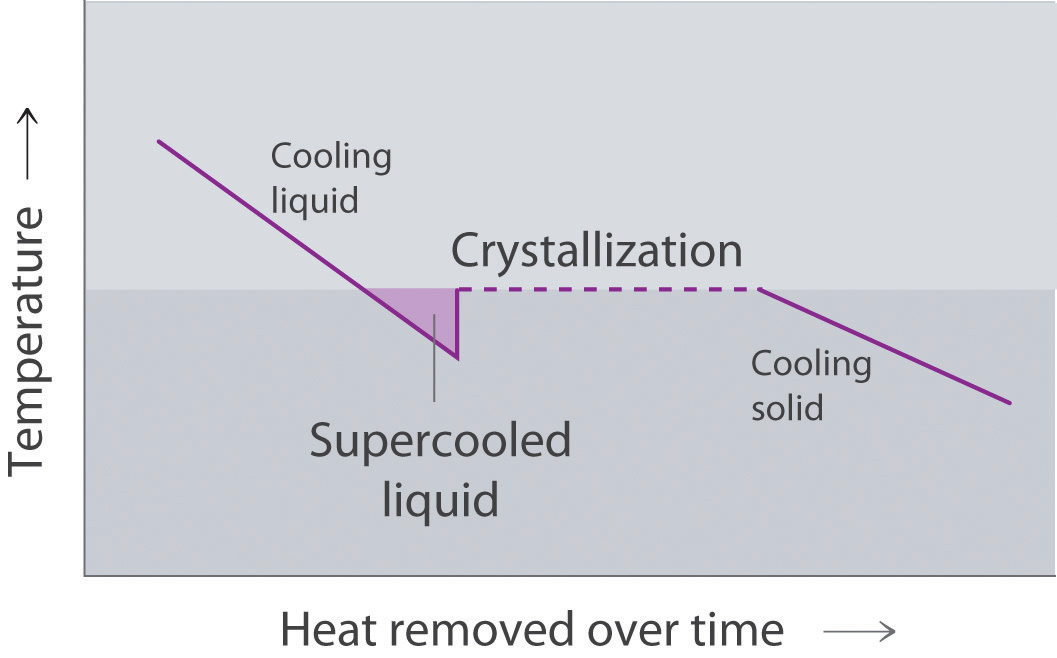 Temperature
Cooling
liquid
Crystallization
Cooling
solid
Supercooled
liquid
Heat removed over time